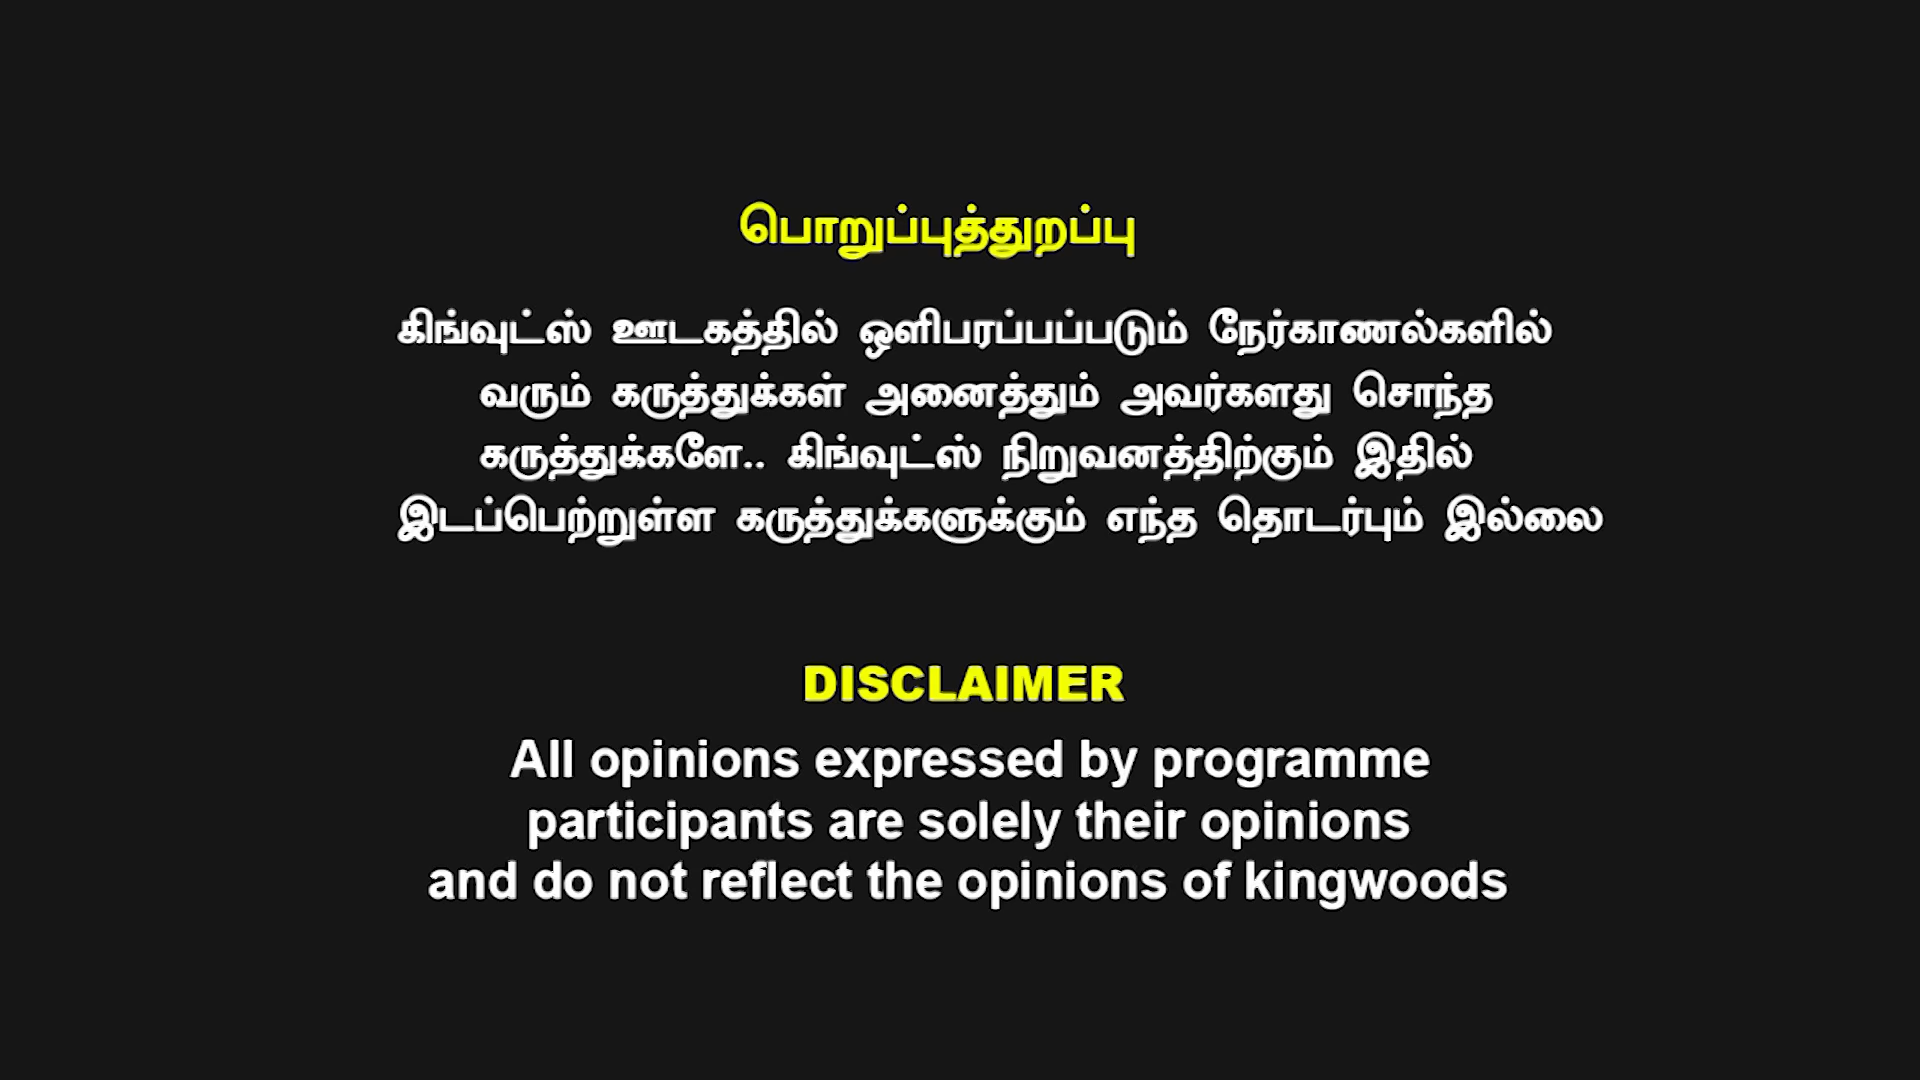 பொறுப்புத்துறப்பு
கிங்வுட்ஸ் ஊடகத்தில் ஒளிபரப்பப்படும் நேர்காணல்களில்
வரும் கருத்துக்கள் அனைத்தும் அவர்களது சொந்த
கருத்துக்களே.. கிங்வுட்ஸ் நிறுவனத்திற்கும் இதில்
இடப்பெற்றுள்ள கருத்துக்களுக்கும் எந்த தொடர்பும் இல்லை
DISCLAIMER
All opinions expressed by programme
participants are solely their opinions
and do not reflect the opinions of kingwoods